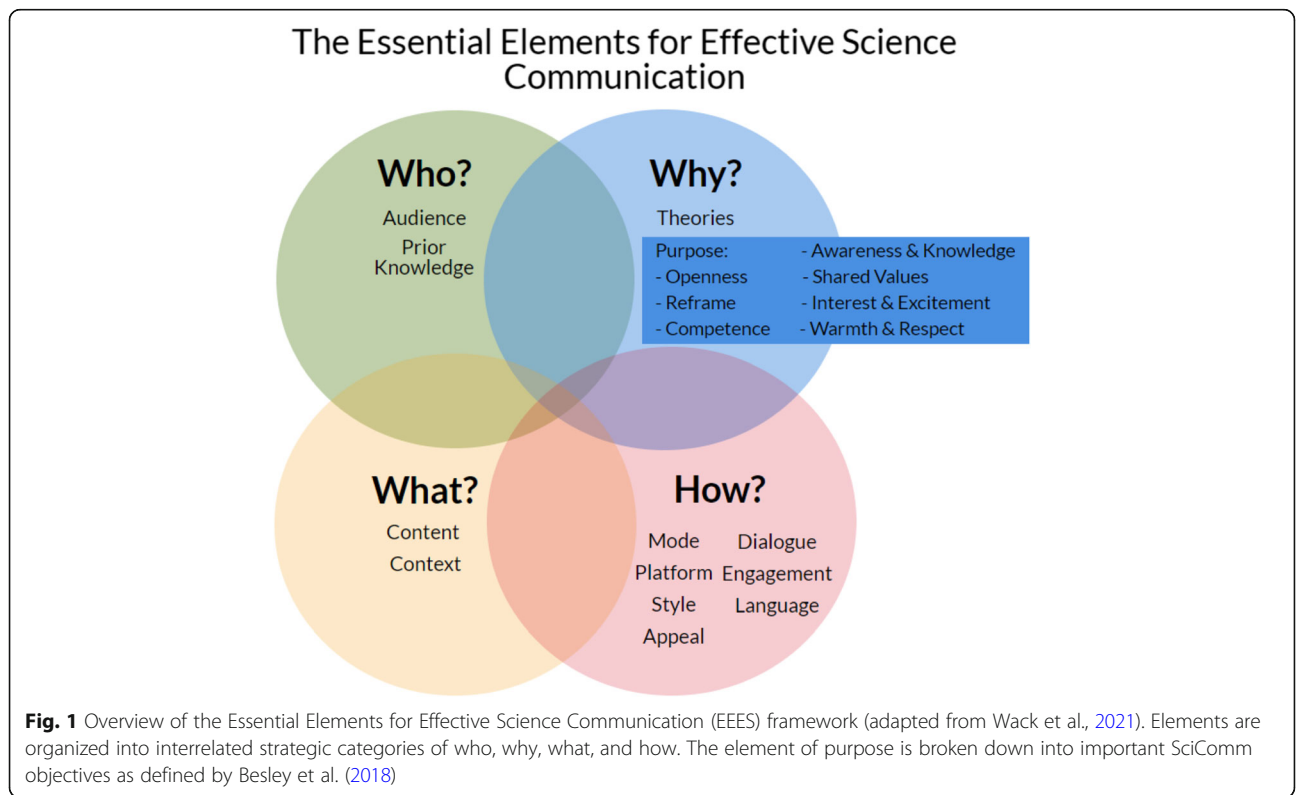 The Essential Elements for Effective Science
Communication
Who?
Audience
Prior
Knowledge
Why?
Theories
Purpose:
- Openness
- Reframe
- Competence
- Awareness & Knowledge
- Shared Values
- Interest & Excitement
- Warmth & Respect
What?
Content
Context
How?
Mode
Platform
Style
Appeal
Dialogue
Engagement
Language
Fig. 1 Overview of the Essential Elements for Effective Science Communication (EEES) framework (adapted from Wack et al., 2021). Elements are
organized into interrelated strategic categories of who, why, what, and how. The element of purpose is broken down into important SciComm
objectives as defined by Besley et al. (2018)